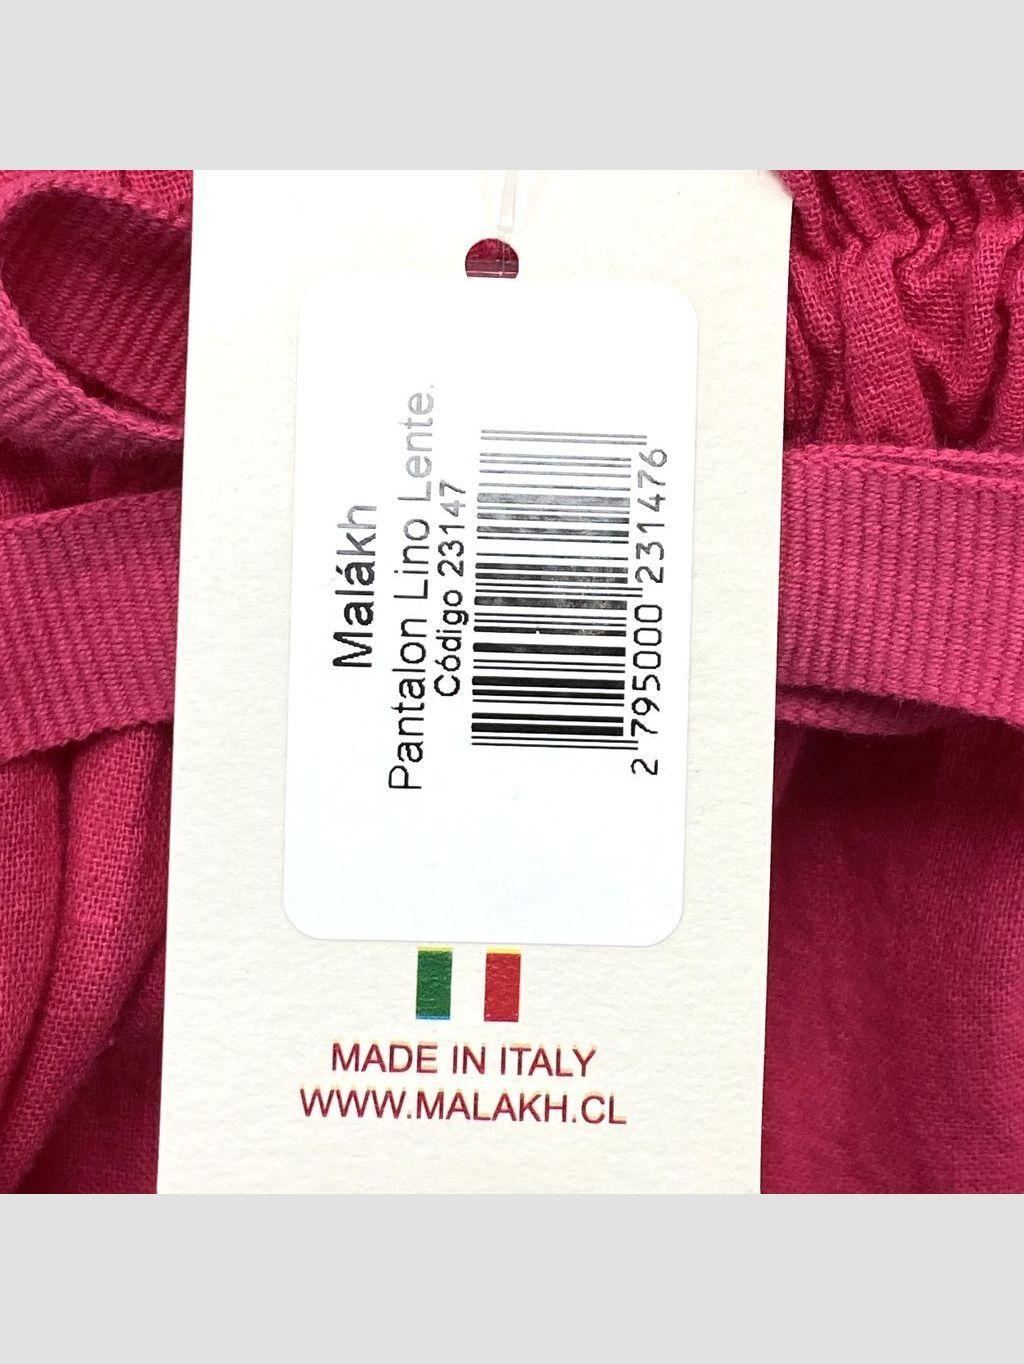 Malákh
Pantalon Lino Lente.
Código 23147
2 795000 231476
MADE IN ITALY
WWW.MALAKH.CL